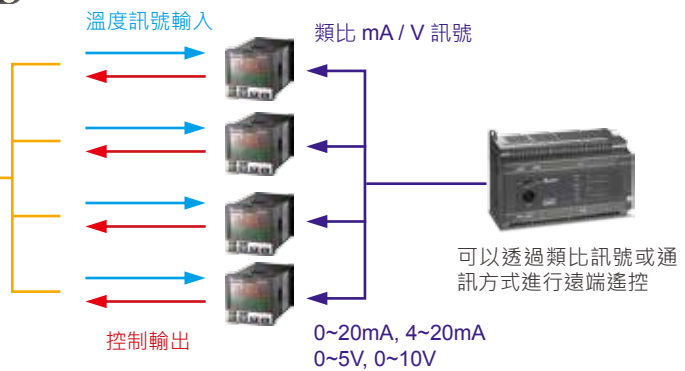 溫度訊號輸入
類比 mA / V 訊號
可以透過類比訊號或通
訊方式進行遠端遙控
控制輸出
0~20mA, 4~20mA
0~5V, 0~10V